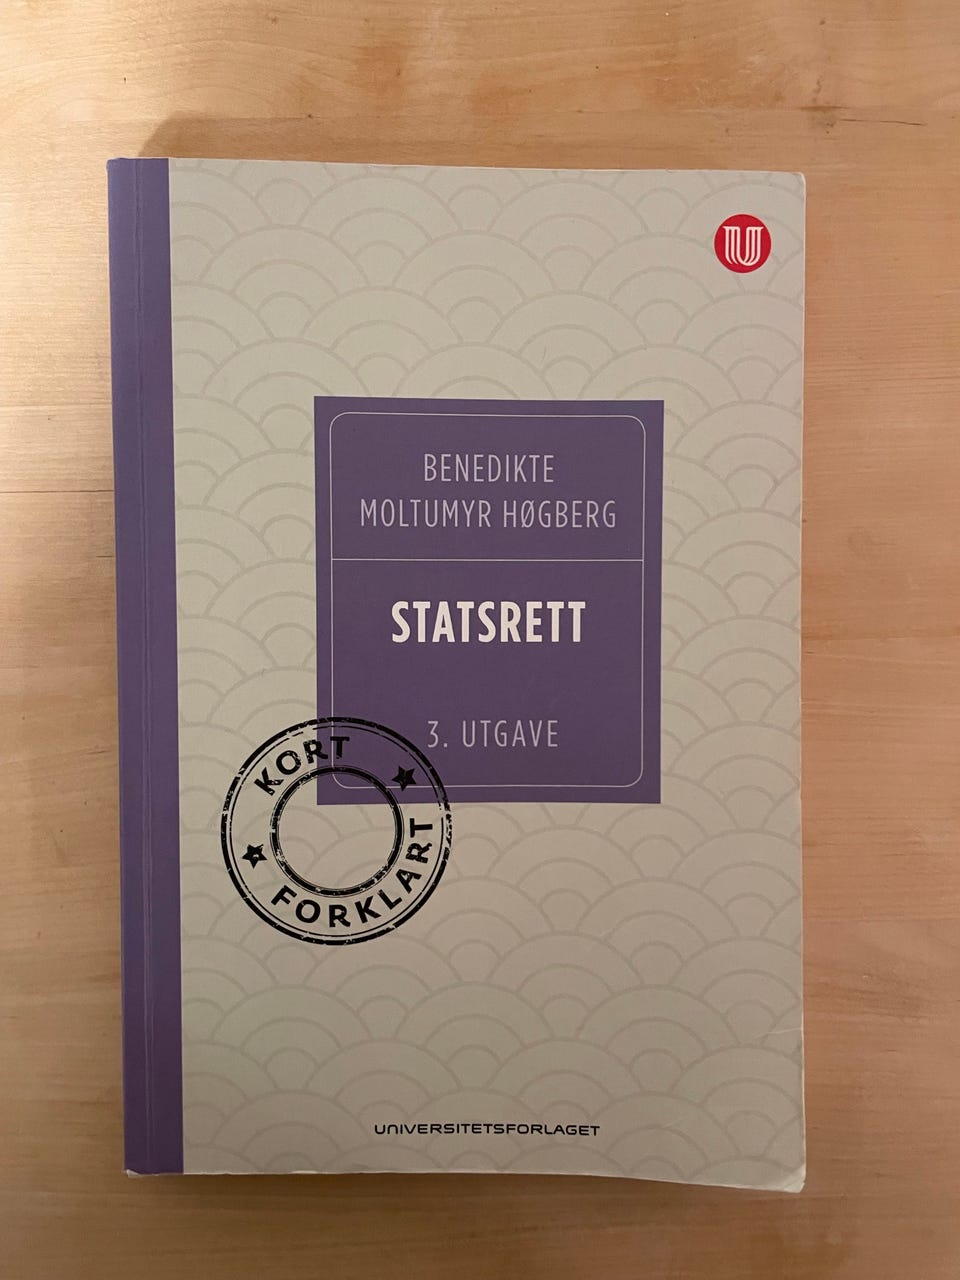 U
BENEDIKTE
MOLTUMYR HØGBERG
STATSRETT
3. UTGAVE
KORT
FORKLART
UNIVERSITETSFORLAGET